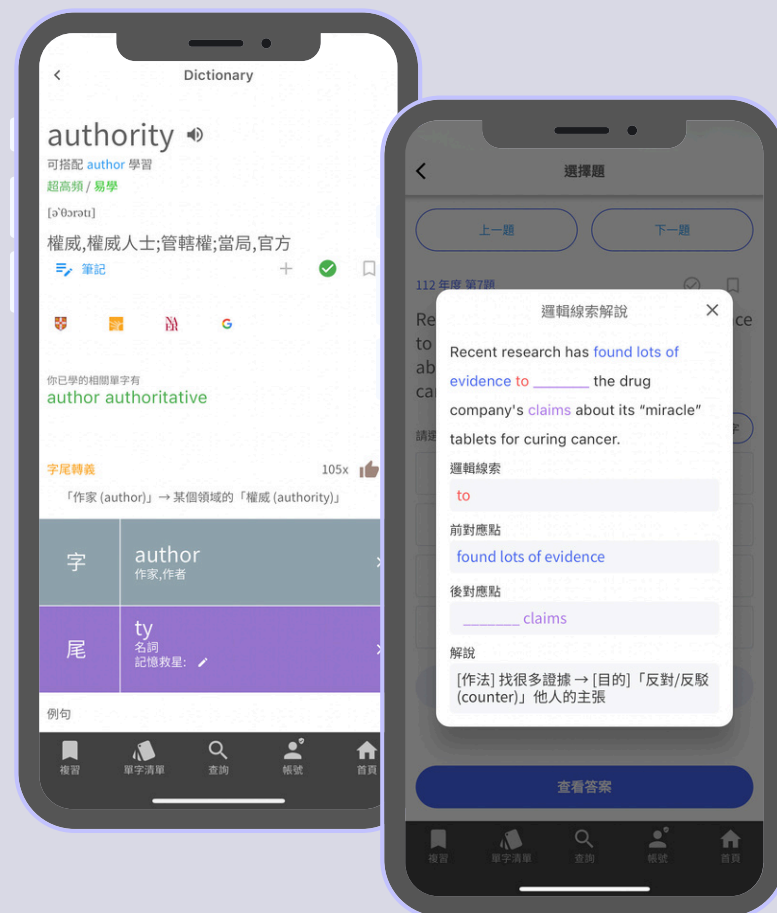 Dictionary
authority
可搭配 author 學習
超高頻 / 易學
[əˈθɔrətɪ]
權威,權威人士;管轄權;當局,官方
筆記
你已學的相關單字有
author authoritative
字尾轉義
105x
「作家 (author)」→ 某個領域的「權威 (authority)」
字
author
作家,作者
尾
ty
名詞
記憶救星:
例句
複習
單字清單
查詢
帳號
首頁
選擇題
上一題
下一題
112 年度 第7題
邏輯線索解說
Recent research has found lots of
evidence to _______ the drug
company's claims about its “miracle”
tablets for curing cancer.
邏輯線索
to
前對應點
found lots of evidence
後對應點
_______ claims
解說
[作法] 找很多證據 → [目的]「反對/反駁
(counter)」他人的主張
查看答案
複習
單字清單
查詢
帳號
首頁